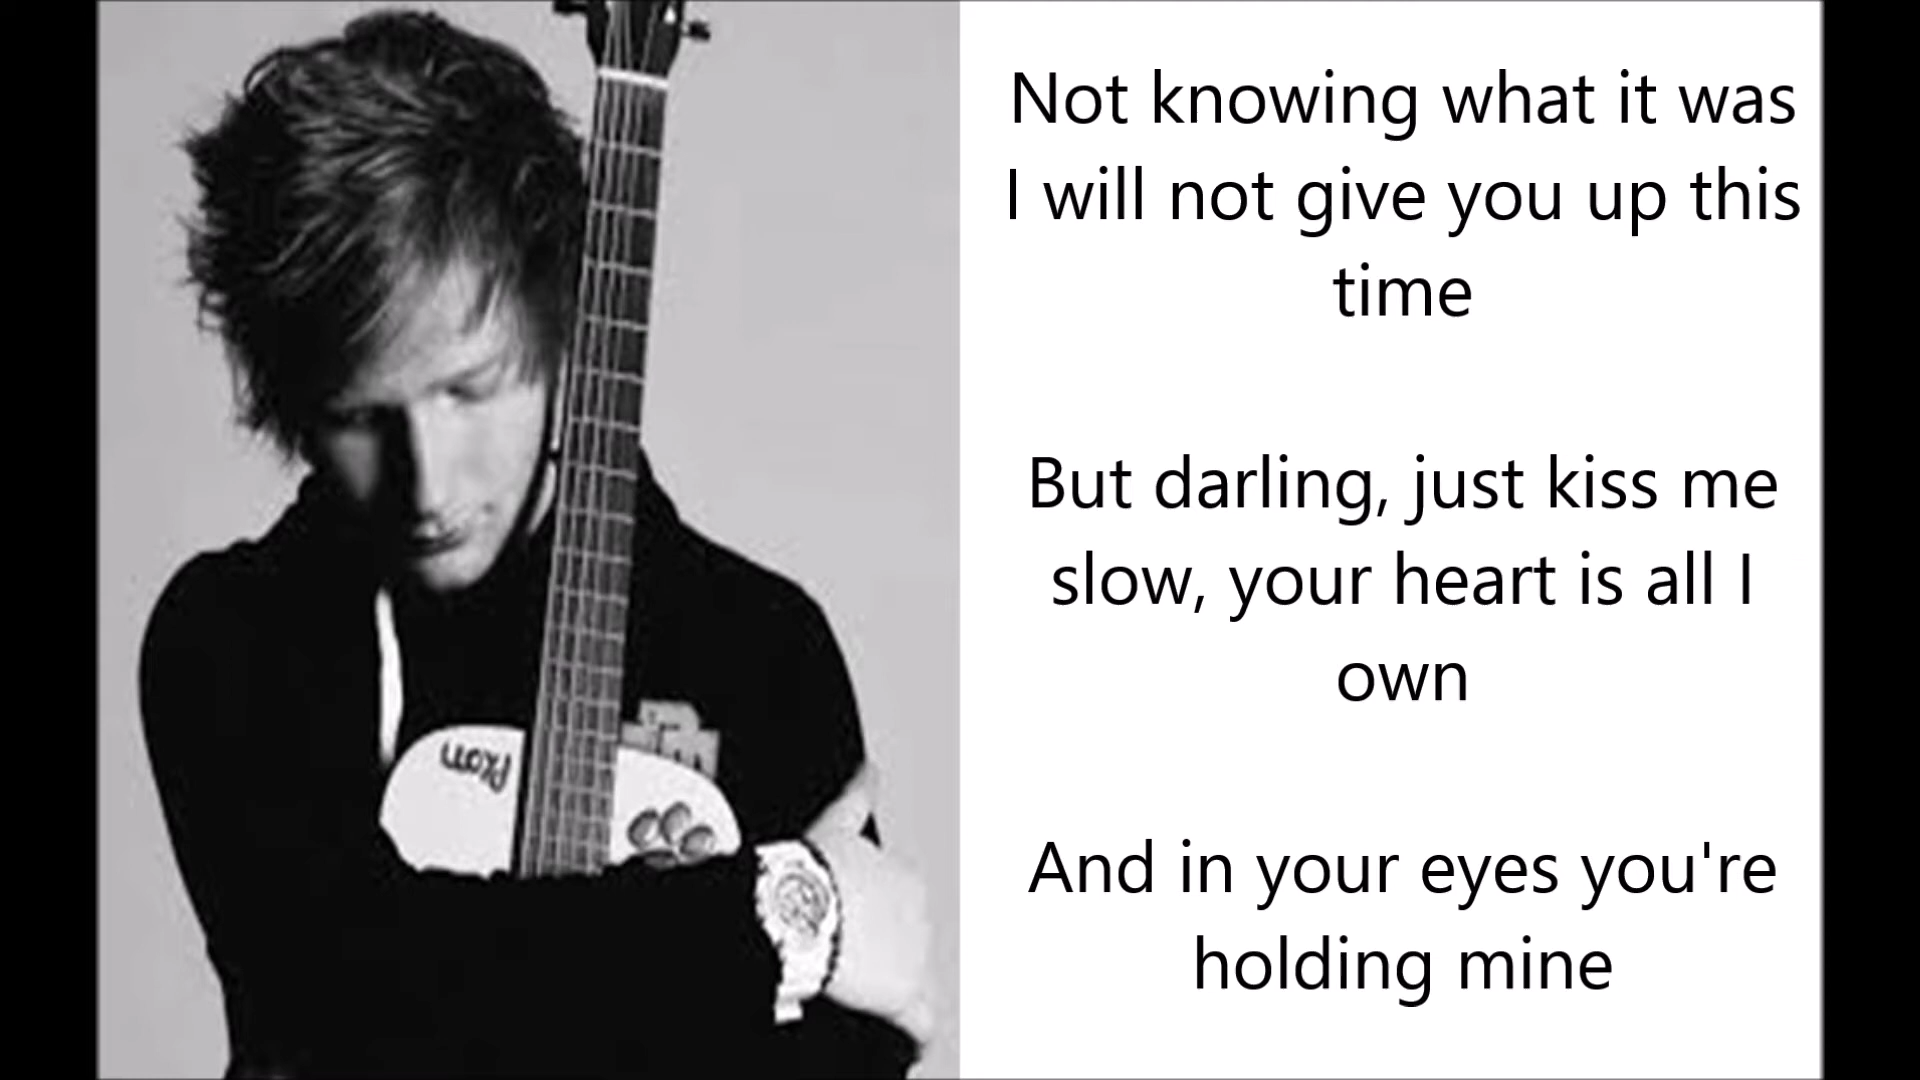 Not knowing what it was
I will not give you up this
time
But darling, just kiss me
slow, your heart is all I
own
And in your eyes you're
holding mine